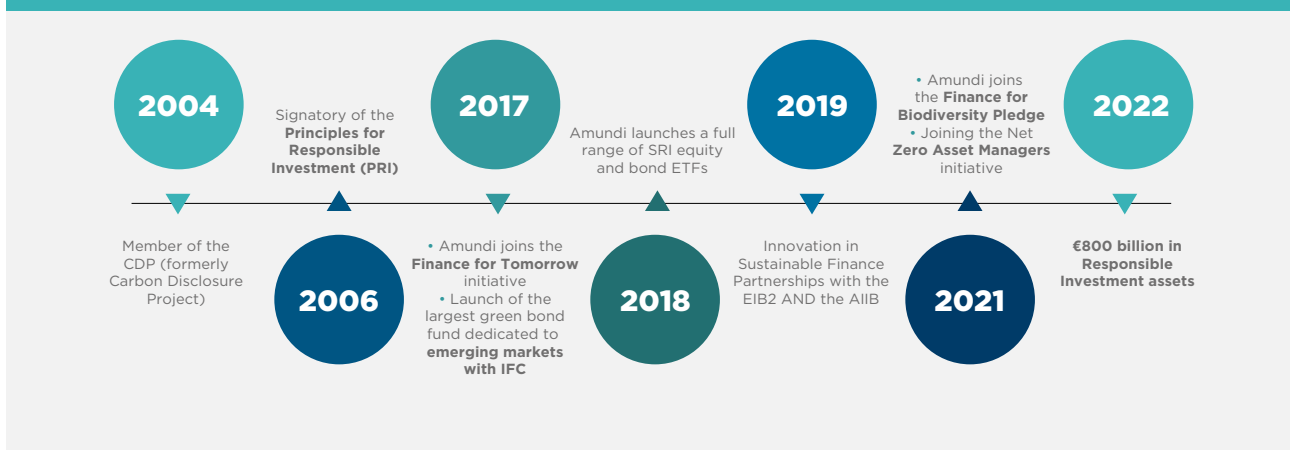 2004
Member of the
CDP (formerly
Carbon Disclosure
Project)
Signatory of the
Principles for
Responsible
Investment (PRI)
2006
2017
• Amundi joins the
Finance for Tomorrow
initiative
• Launch of the
largest green bond
fund dedicated to
emerging markets
with IFC
Amundi launches a full
range of SRI equity
and bond ETFs
2018
2019
Innovation in
Sustainable Finance
Partnerships with the
EIB2 AND the AIIB
• Amundi joins
the Finance for
Biodiversity Pledge
• Joining the Net
Zero Asset Managers
initiative
2021
2022
€800 billion in
Responsible
Investment assets